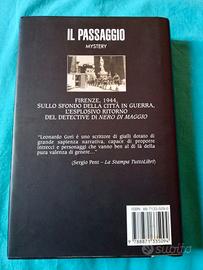 IL PASSAGGIO
MYSTERY
FIRENZE, 1944,
SULLO SFONDO DELLA CITTÀ IN GUERRA,
L'ESPLOSIVO RITORNO
DEL DETECTIVE DI NERO DI MAGGIO
"Leonardo Gori è uno scrittore di gialli dotato di
grande sapienza narrativa, capace di proporre
intrecci e personaggi che vanno ben al di là della
pura valenza di genere..."
(Sergio Pent – La Stampa TuttoLibri)
subito